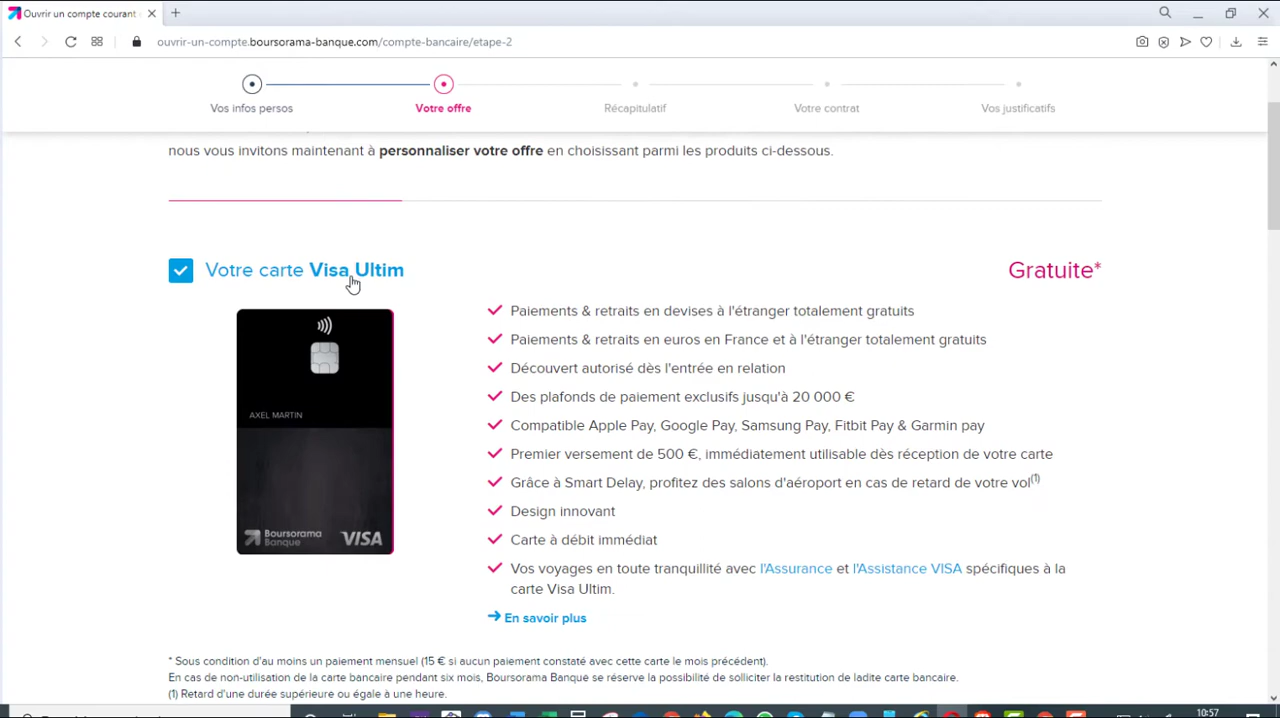 Ouvrir un compte courant
ouvrir-un-compte.boursorama-banque.com/compte-bancaire/etape-2
Vos infos persos
Votre offre
Récapitulatif
Votre contrat
Vos justificatifs
nous vous invitons maintenant à personnaliser votre offre en choisissant parmi les produits ci-dessous.
Votre carte Visa Ultim
Gratuite*
AXEL MARTIN
Boursorama
Banque
VISA
Paiements & retraits en devises à l'étranger totalement gratuits
Paiements & retraits en euros en France et à l'étranger totalement gratuits
Découvert autorisé dès l'entrée en relation
Des plafonds de paiement exclusifs jusqu'à 20 000 €
Compatible Apple Pay, Google Pay, Samsung Pay, Fitbit Pay & Garmin pay
Premier versement de 500 €, immédiatement utilisable dès réception de votre carte
Grâce à Smart Delay, profitez des salons d'aéroport en cas de retard de votre vol(1)
Design innovant
Carte à débit immédiat
Vos voyages en toute tranquillité avec l'Assurance et l'Assistance VISA spécifiques à la
carte Visa Ultim.
En savoir plus
* Sous condition d'au moins un paiement mensuel (15 € si aucun paiement constaté avec cette carte le mois précédent).
En cas de non-utilisation de la carte bancaire pendant six mois, Boursorama Banque se réserve la possibilité de solliciter la restitution de ladite carte bancaire.
(1) Retard d'une durée supérieure ou égale à une heure.
10:57